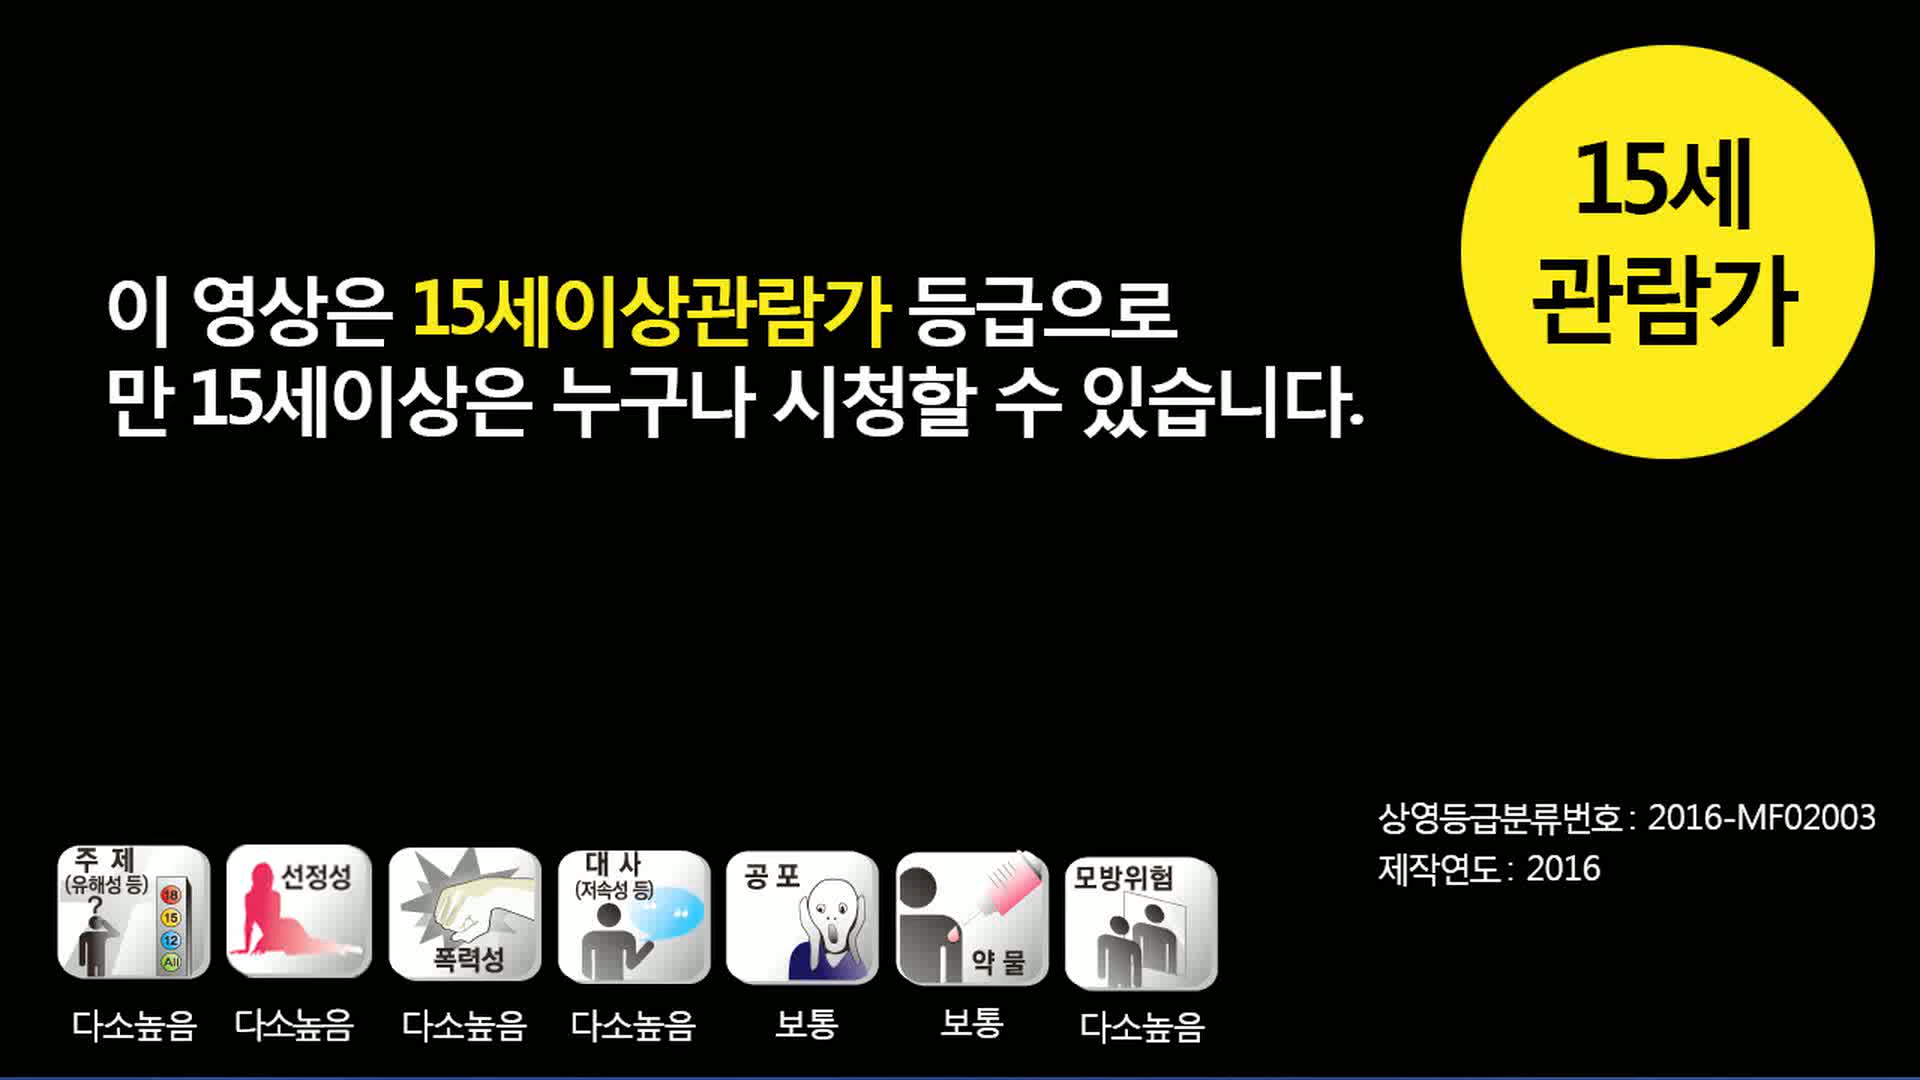 15세
관람가
이 영상은 15세이상관람가 등급으로
만 15세이상은 누구나 시청할 수 있습니다.
상영등급분류번호 : 2016-MF02003
제작연도 : 2016
주 제
(유해성 등)
?
18
15
12
All
다소높음
선정성
다소높음
폭력성
다소높음
대 사
(저속성 등)
다소높음
공 포
보통
약 물
보통
모방위험
다소높음